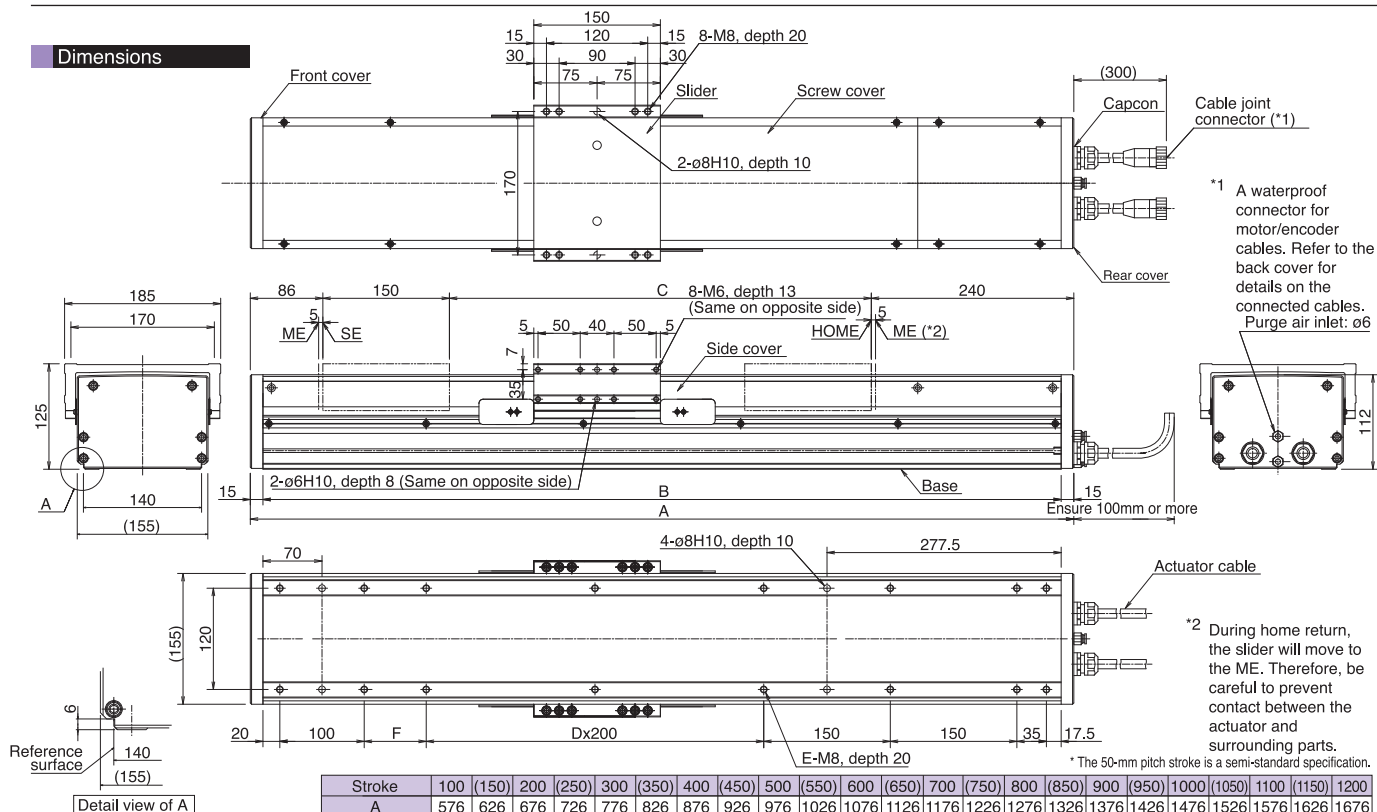 Dimensions
150
15 120 15
30 90 30
75 75
8-M8, depth 20
Front cover
Slider
Screw cover
(300)
Capcon
Cable joint
connector (*1)
2-ø8H10, depth 10
170
Rear cover
*1 A waterproof
connector for
motor/encoder
cables. Refer to the
back cover for
details on the
connected cables.
Purge air inlet: ø6
185
170
125
A
140
(155)
86 150 C 240
8-M6, depth 13
(Same on opposite side)
5
ME SE
5 50 40 50 5
HOME ME (*2)
5
7
35
Side cover
2-ø6H10, depth 8 (Same on opposite side)
Base
15 B 15
A
Ensure 100mm or more
112
4-ø8H10, depth 10
70
277.5
Actuator cable
(155)
120
*2 During home return,
the slider will move to
the ME. Therefore, be
careful to prevent
contact between the
actuator and
surrounding parts.
20 100 F Dx200 150 150 35 17.5
E-M8, depth 20
6
Reference
surface
140
(155)
Detail view of A
* The 50-mm pitch stroke is a semi-standard specification.
Stroke 100 (150) 200 (250) 300 (350) 400 (450) 500 (550) 600 (650) 700 (750) 800 (850) 900 (950) 1000 (1050) 1100 (1150) 1200
A 576 626 676 726 776 826 876 926 976 1026 1076 1126 1176 1226 1276 1326 1376 1426 1476 1526 1576 1626 1676